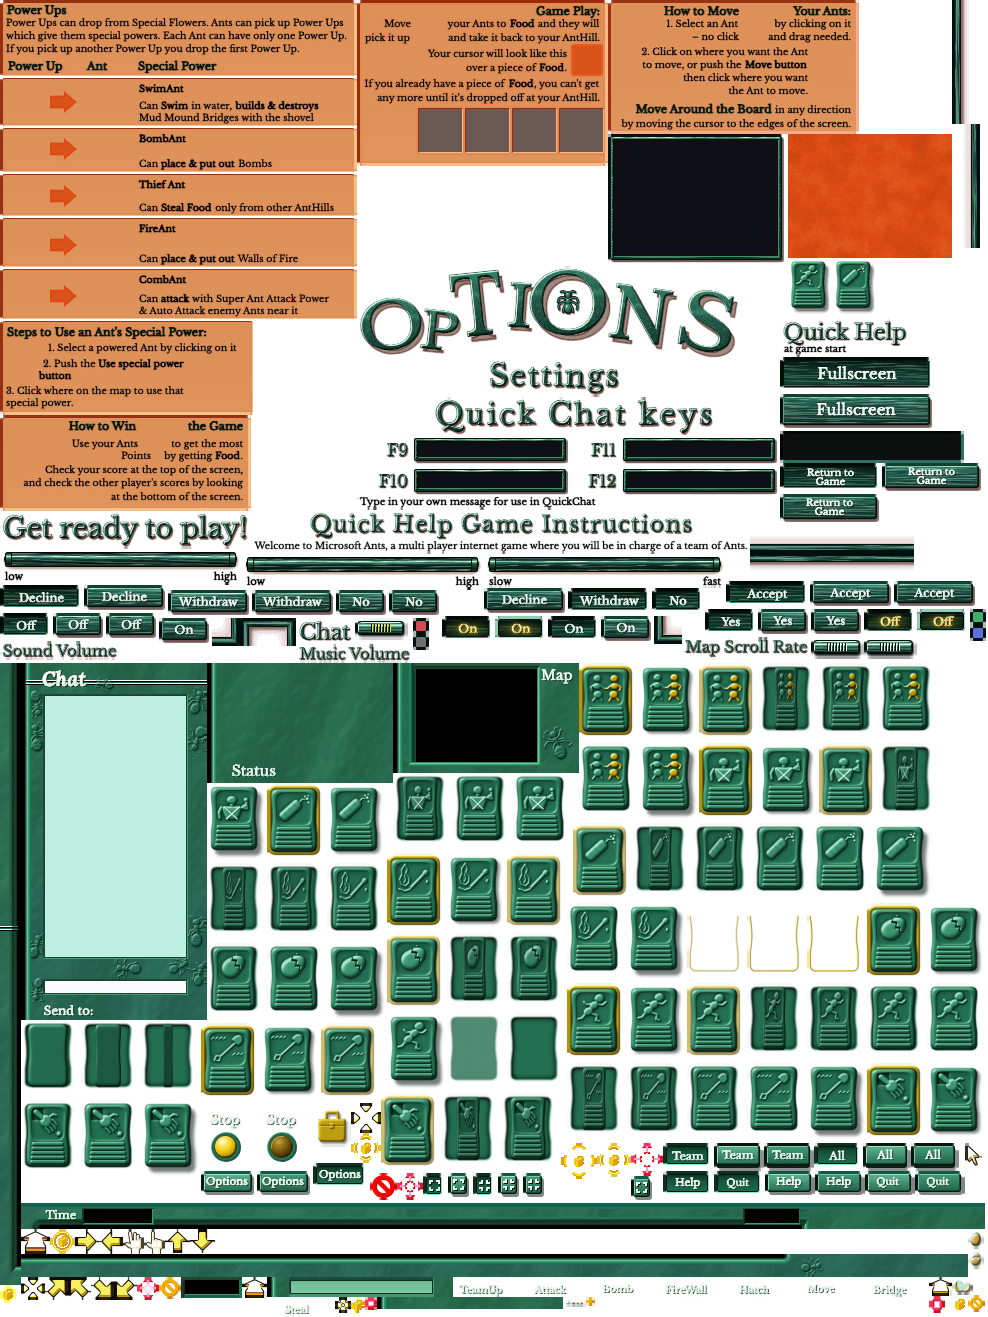 Power Ups
Power Ups can drop from Special Flowers. Ants can pick up Power Ups
which give them special powers. Each Ant can have only one Power Up.
If you pick up another Power Up you drop the first Power Up.
Power Up Ant Special Power
SwimAnt
Can Swim in water, builds & destroys
Mud Mound Bridges with the shovel
BombAnt
Can place & put out Bombs
Thief Ant
Can Steal Food only from other AntHills
FireAnt
Can place & put out Walls of Fire
CombAnt
Can attack with Super Ant Attack Power
& Auto Attack enemy Ants near it
Steps to Use an Ant's Special Power:
1. Select a powered Ant by clicking on it
2. Push the Use special power
button
3. Click where on the map to use that
special power.
How to Win the Game
Use your Ants to get the most
Points by getting Food.
Check your score at the top of the screen,
and check the other player's scores by looking
at the bottom of the screen.
Game Play:
Move your Ants to Food and they will
pick it up and take it back to your AntHill.
Your cursor will look like this
over a piece of Food.
If you already have a piece of Food, you can't get
any more until it's dropped off at your AntHill.
How to Move Your Ants:
1. Select an Ant by clicking on it
– no click and drag needed.
2. Click on where you want the Ant
to move, or push the Move button
then click where you want
the Ant to move.
Move Around the Board in any direction
by moving the cursor to the edges of the screen.
OPTIONS
Settings
Quick Chat keys
F9 F11
F10 F12
Type in your own message for use in QuickChat
Quick Help
at game start
Fullscreen
Fullscreen
Return to
Game
Return to
Game
Return to
Game
Get ready to play!
Quick Help Game Instructions
Welcome to Microsoft Ants, a multi player internet game where you will be in charge of a team of Ants.
low high low high slow fast
Decline Decline Withdraw Withdraw No No Decline Withdraw No Accept Accept Accept
Off Off Off On Chat On On On On Yes Yes Yes Off Off
Sound Volume Music Volume Map Scroll Rate
Chat
Map
Status
Send to:
Stop Stop
Options Options Options
Team Team Team All All All
Help Quit Help Help Quit Quit
Time
TeamUp Attack Bomb FireWall Hatch Move Bridge
Steal